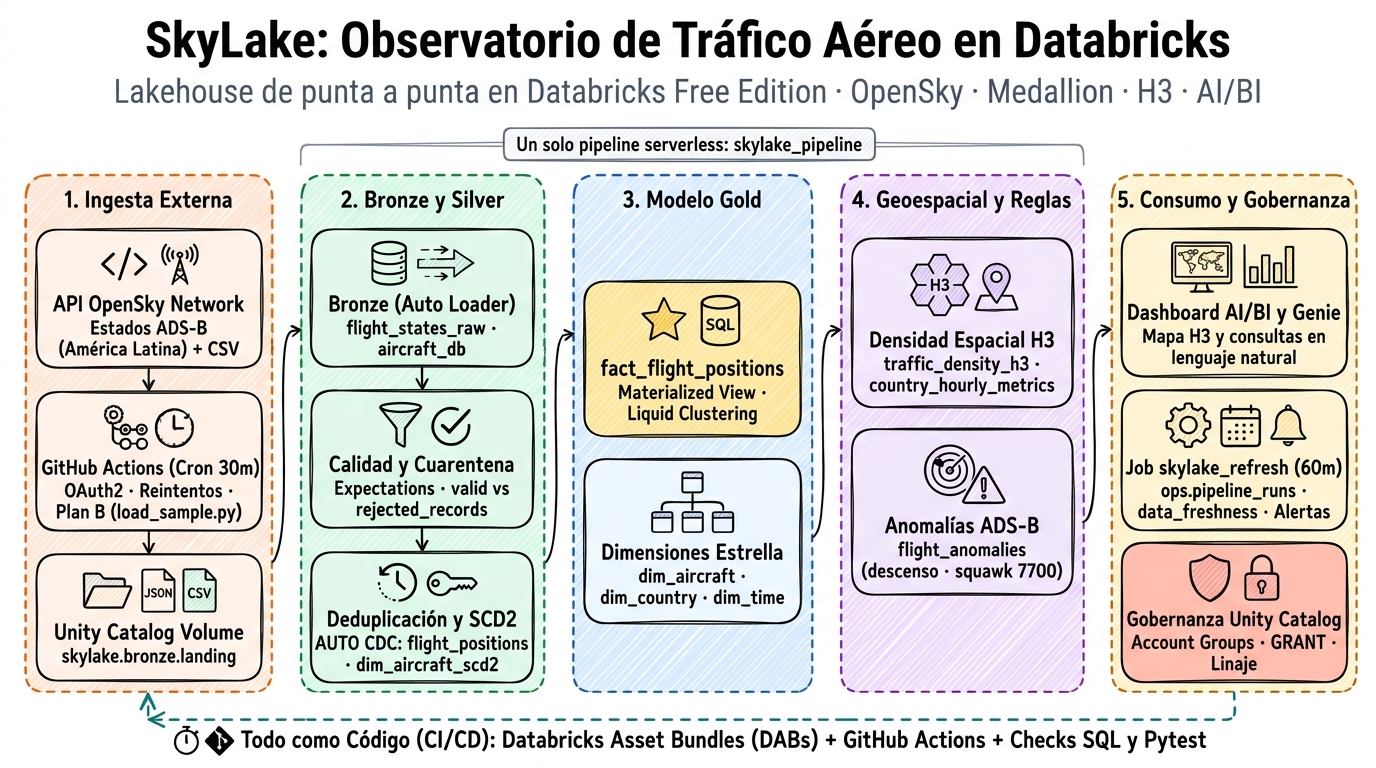 SkyLake: Observatorio de Tráfico Aéreo en Databricks
Lakehouse de punta a punta en Databricks Free Edition · OpenSky · Medallion · H3 · AI/BI
Un solo pipeline serverless: skylake_pipeline
1. Ingesta Externa
API OpenSky Network
Estados ADS-B
(América Latina) + CSV
GitHub Actions (Cron 30m)
OAuth2 · Reintentos ·
Plan B (load_sample.py)
JSON
CSV
Unity Catalog Volume
skylake.bronze.landing
2. Bronze y Silver
Bronze (Auto Loader)
flight_states_raw ·
aircraft_db
Calidad y Cuarentena
Expectations · valid vs
rejected_records
Deduplicación y SCD2
AUTO CDC: flight_positions
· dim_aircraft_scd2
3. Modelo Gold
SQL
fact_flight_positions
Materialized View ·
Liquid Clustering
Dimensiones Estrella
dim_aircraft ·
dim_country · dim_time
4. Geoespacial y Reglas
H3
Densidad Espacial H3
traffic_density_h3 ·
country_hourly_metrics
Anomalías ADS-B
flight_anomalies
(descenso · squawk 7700)
5. Consumo y Gobernanza
Dashboard AI/BI y Genie
Mapa H3 y consultas en
lenguaje natural
Job skylake_refresh (60m)
ops.pipeline_runs ·
data_freshness · Alertas
Gobernanza Unity Catalog
Account Groups · GRANT ·
Linaje
Todo como Código (CI/CD): Databricks Asset Bundles (DABs) + GitHub Actions + Checks SQL y Pytest